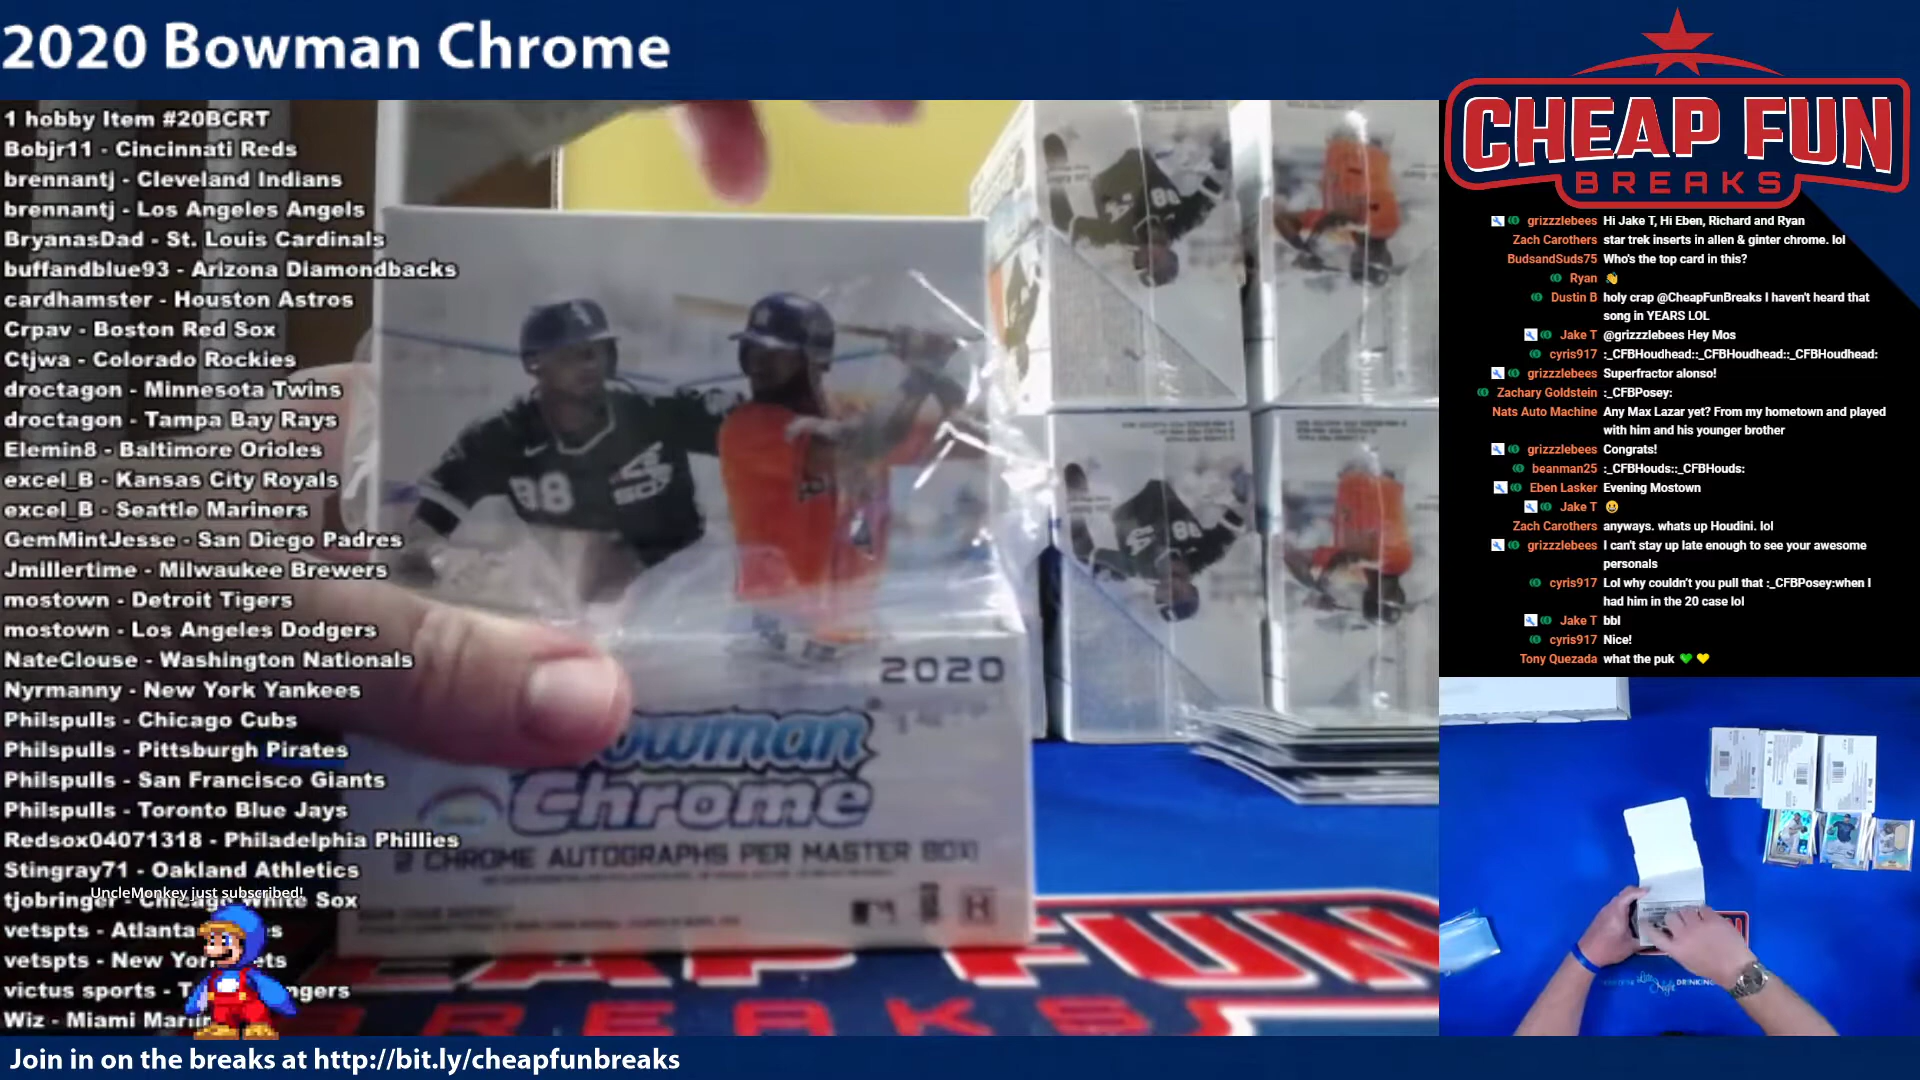 2020 Bowman Chrome
1 hobby Item #20BCRT
Bobjr11 - Cincinnati Reds
brennantj - Cleveland Indians
brennantj - Los Angeles Angels
BryanasDad - St. Louis Cardinals
buffandblue93 - Arizona Diamondbacks
cardhamster - Houston Astros
Crpav - Boston Red Sox
Ctjwa - Colorado Rockies
droctagon - Minnesota Twins
droctagon - Tampa Bay Rays
Elemin8 - Baltimore Orioles
excel_B - Kansas City Royals
excel_B - Seattle Mariners
GemMintJesse - San Diego Padres
Jmillertime - Milwaukee Brewers
mostown - Detroit Tigers
mostown - Los Angeles Dodgers
NateClouse - Washington Nationals
Nyrmanny - New York Yankees
Philspulls - Chicago Cubs
Philspulls - Pittsburgh Pirates
Philspulls - San Francisco Giants
Philspulls - Toronto Blue Jays
Redsox04071318 - Philadelphia Phillies
Stingray71 - Oakland Athletics
UncleMonkey just subscribed!
tjobringer - Chicago White Sox
vetspts - Atlanta
vetspts - New York
victus sports -
Wiz - Miami
98
SOX
2020
Bowman
Chrome
2 CHROME AUTOGRAPHS PER MASTER BOX!
CHEAP FUN
BREAKS
CHEAP FUN
BREAKS
grizzzlebees Hi Jake T, Hi Eben, Richard and Ryan
Zach Carothers star trek inserts in allen & ginter chrome. lol
BudsandSuds75 Who's the top card in this?
Ryan 👋
Dustin B holy crap @CheapFunBreaks I haven't heard that
song in YEARS LOL
Jake T @grizzzlebees Hey Mos
cyris917 :_CFBHoudhead::_CFBHoudhead::_CFBHoudhead:
grizzzlebees Superfractor alonso!
Zachary Goldstein :_CFBPosey:
Nats Auto Machine Any Max Lazar yet? From my hometown and played
with him and his younger brother
grizzzlebees Congrats!
beanman25 :_CFBHouds::_CFBHouds:
Eben Lasker Evening Mostown
Jake T 😃
Zach Carothers anyways. whats up Houdini. lol
grizzzlebees I can't stay up late enough to see your awesome
personals
cyris917 Lol why couldn't you pull that :_CFBPosey:when I
had him in the 20 case lol
Jake T bbl
cyris917 Nice!
Tony Quezada what the puk 💚 💛
Join in on the breaks at http://bit.ly/cheapfunbreaks